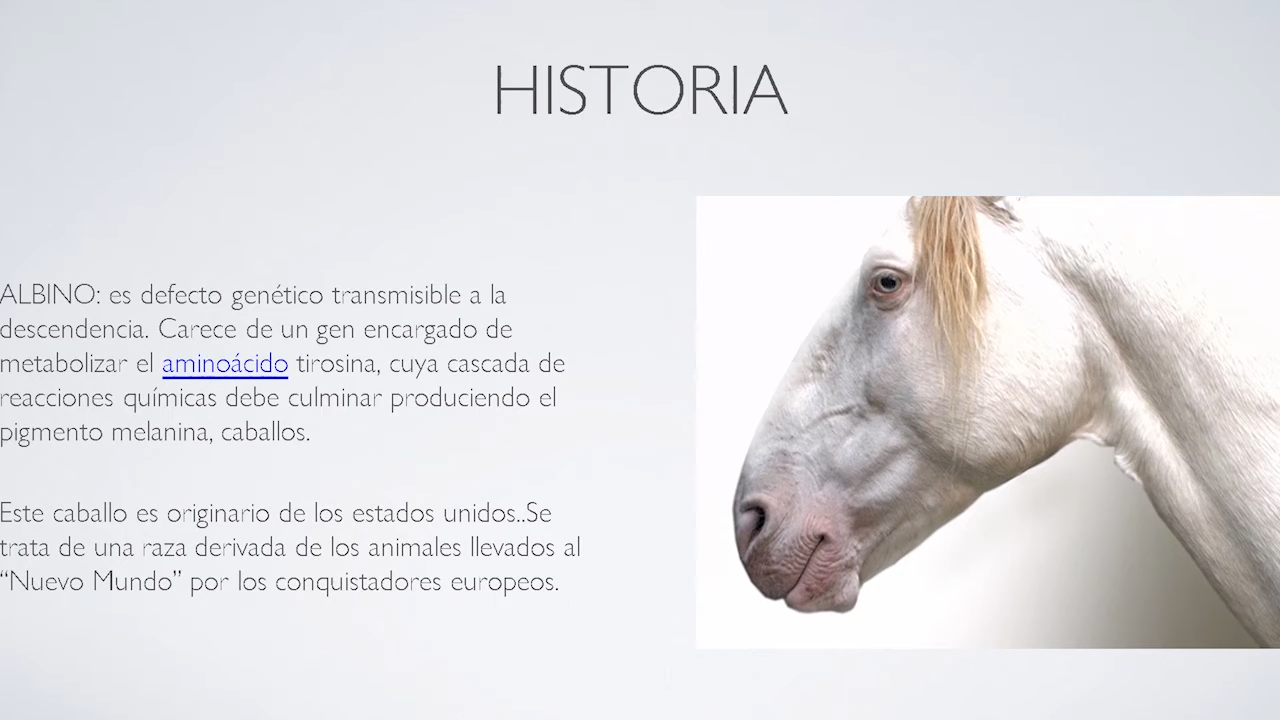 HISTORIA
ALBINO: es defecto genético transmisible a la
descendencia. Carece de un gen encargado de
metabolizar el aminoácido tirosina, cuya cascada de
reacciones químicas debe culminar produciendo el
pigmento melanina, caballos.
Este caballo es originario de los estados unidos..Se
trata de una raza derivada de los animales llevados al
“Nuevo Mundo” por los conquistadores europeos.